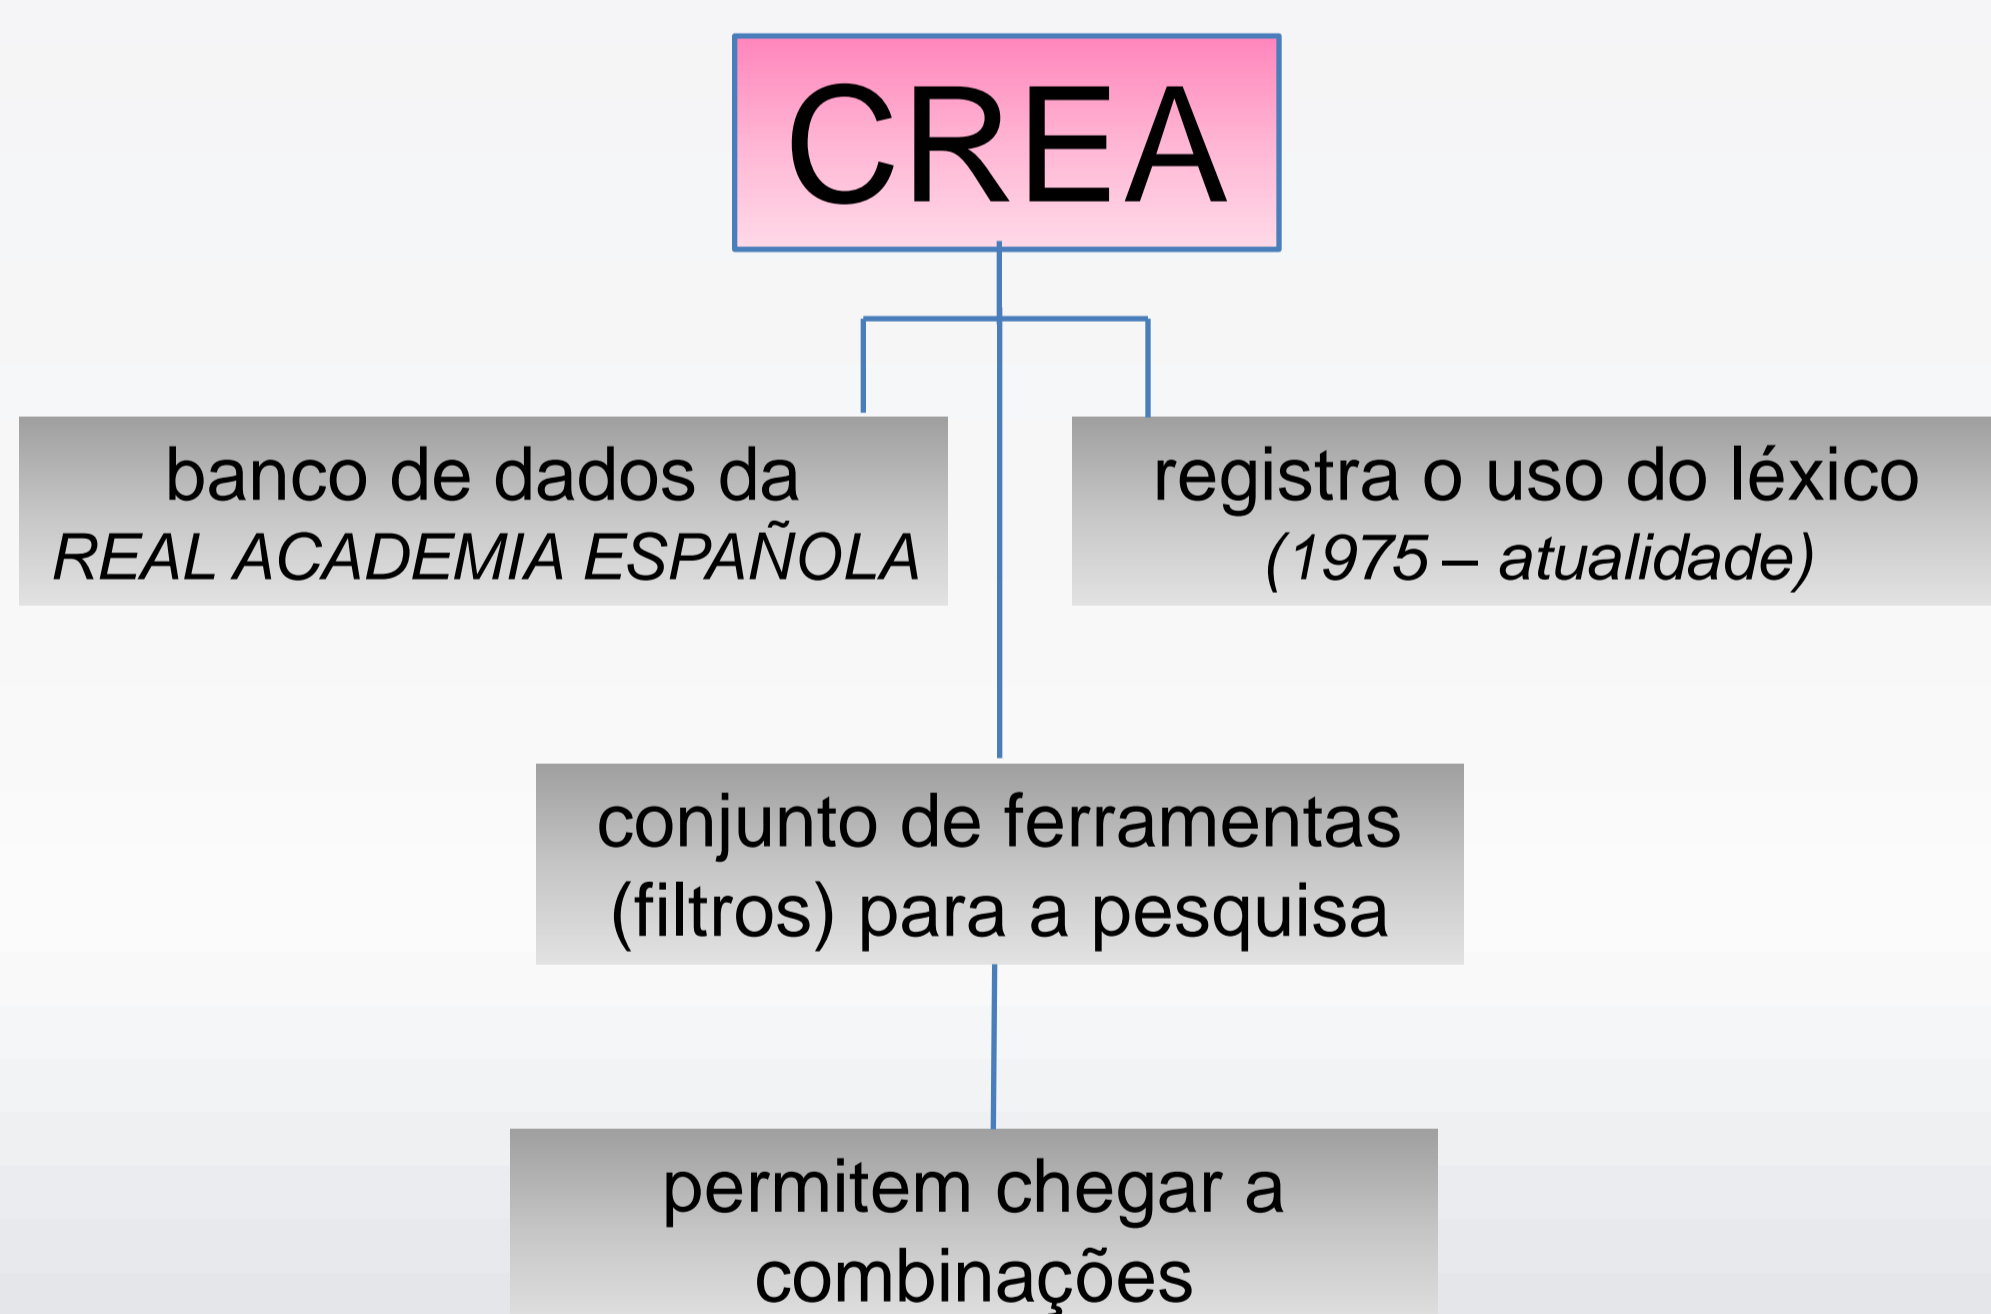 CREA
banco de dados da
REAL ACADEMIA ESPAÑOLA
registra o uso do léxico
(1975 – atualidade)
conjunto de ferramentas
(filtros) para a pesquisa
permitem chegar a
combinações